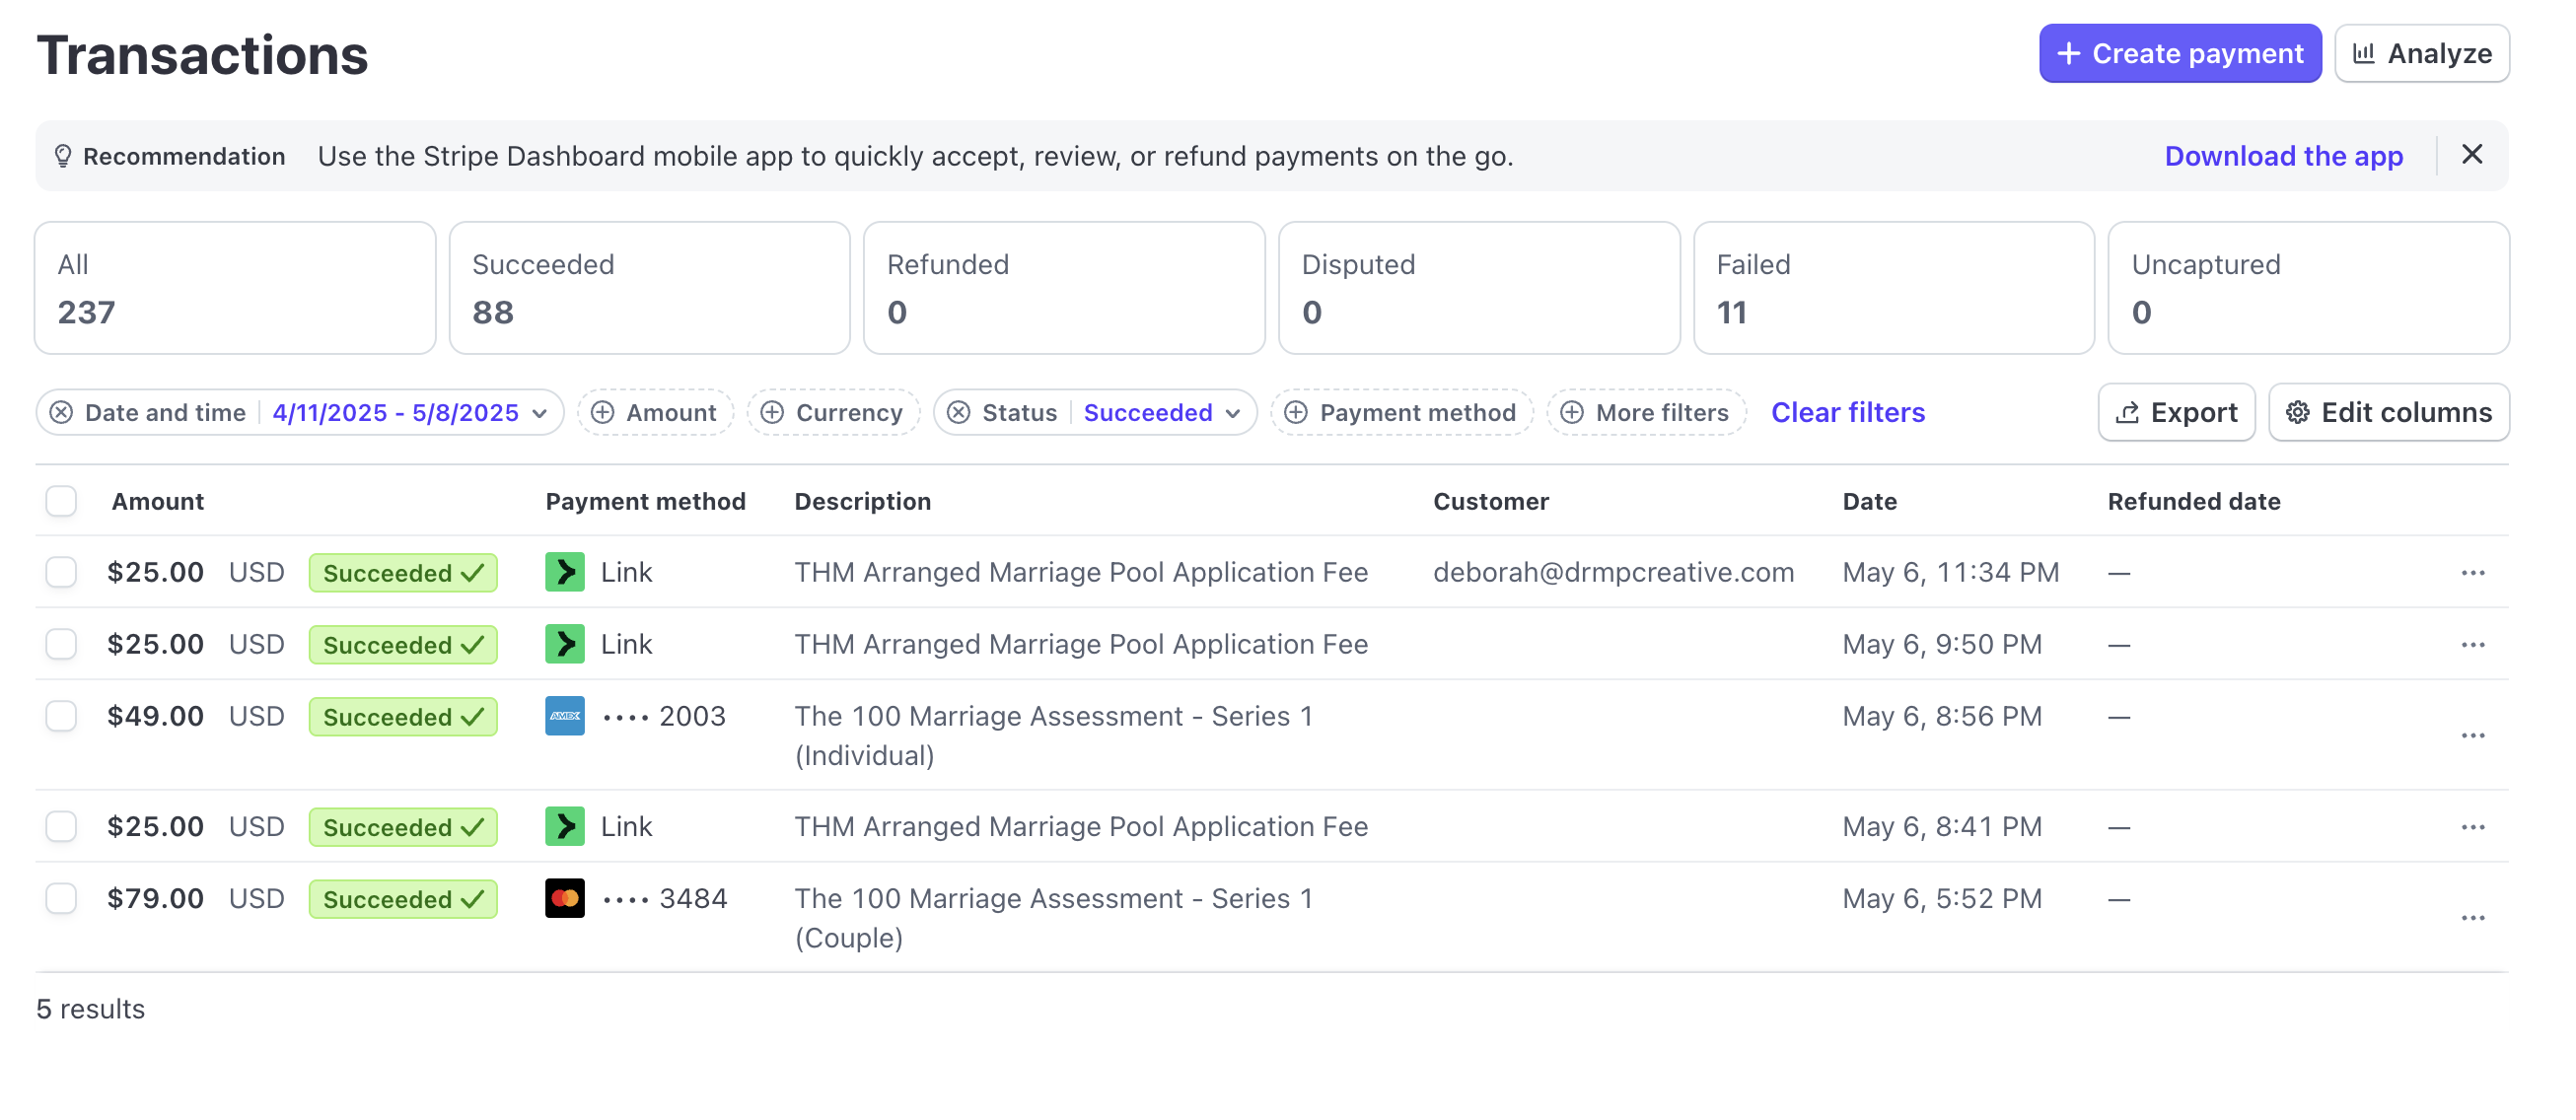 Transactions
Create payment
Analyze
Recommendation Use the Stripe Dashboard mobile app to quickly accept, review, or refund payments on the go. Download the app
All
237
Succeeded
88
Refunded
0
Disputed
0
Failed
11
Uncaptured
0
Date and time 4/11/2025 - 5/8/2025 Amount Currency Status Succeeded Payment method More filters Clear filters Export Edit columns
Amount Payment method Description Customer Date Refunded date
$25.00 USD Succeeded Link THM Arranged Marriage Pool Application Fee deborah@drmpcreative.com May 6, 11:34 PM —
$25.00 USD Succeeded Link THM Arranged Marriage Pool Application Fee May 6, 9:50 PM —
$49.00 USD Succeeded AMEX •••• 2003 The 100 Marriage Assessment - Series 1 May 6, 8:56 PM —
(Individual)
$25.00 USD Succeeded Link THM Arranged Marriage Pool Application Fee May 6, 8:41 PM —
$79.00 USD Succeeded •••• 3484 The 100 Marriage Assessment - Series 1 May 6, 5:52 PM —
(Couple)
5 results